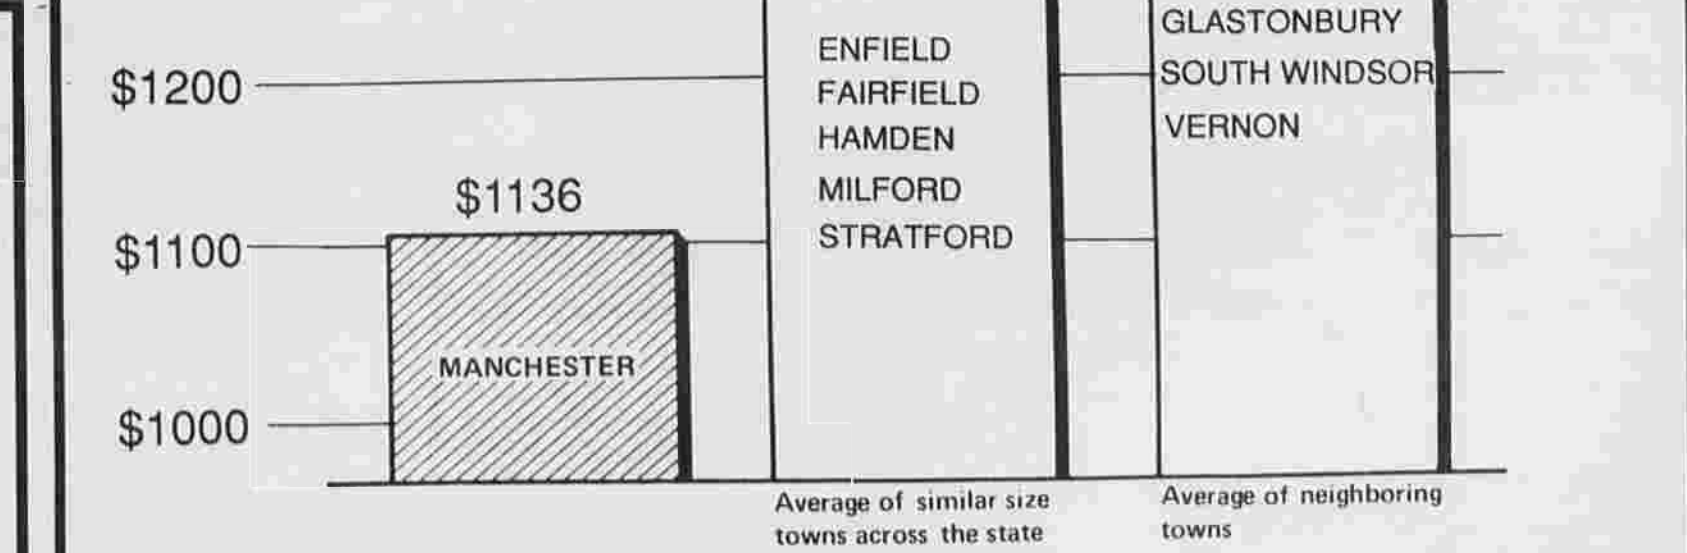 $1200
$1136
$1100
MANCHESTER
$1000
ENFIELD
FAIRFIELD
HAMDEN
MILFORD
STRATFORD
Average of similar size
towns across the state
GLASTONBURY
SOUTH WINDSOR
VERNON
Average of neighboring
towns